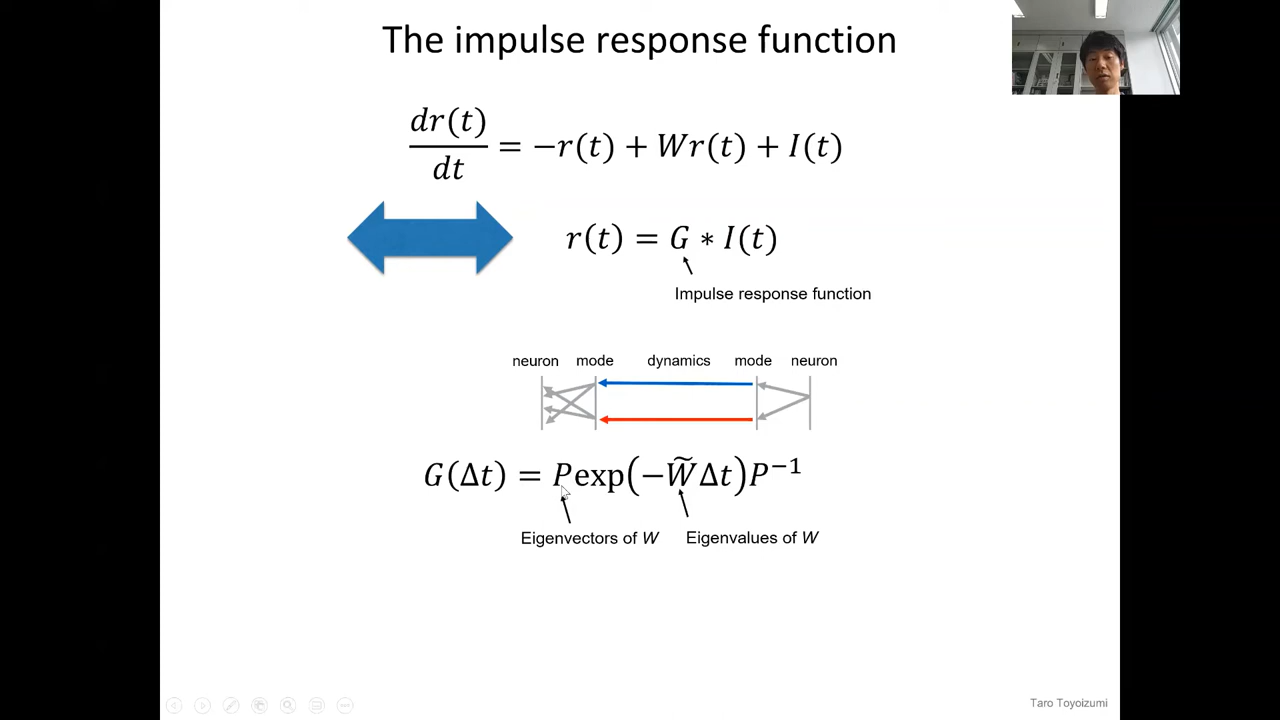 The impulse response function
dr(t)/dt = −r(t) + Wr(t) + I(t)
r(t) = G ∗ I(t)
Impulse response function
neuron mode dynamics mode neuron
G(Δt) = Pexp(−W̃Δt)P⁻¹
Eigenvectors of W Eigenvalues of W
Taro Toyoizumi